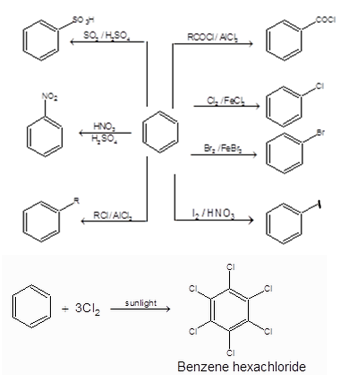 SO3H
SO3/H2SO4
RCOCl/AlCl3
COCl
NO2
HNO3
H2SO4
Cl2/FeCl3
Cl
Br2/FeBr3
Br
R
RCl/AlCl3
I2/HNO3
I
+ 3Cl2
sunlight
Cl
Cl
Cl
Cl
Cl
Cl
Benzene hexachloride